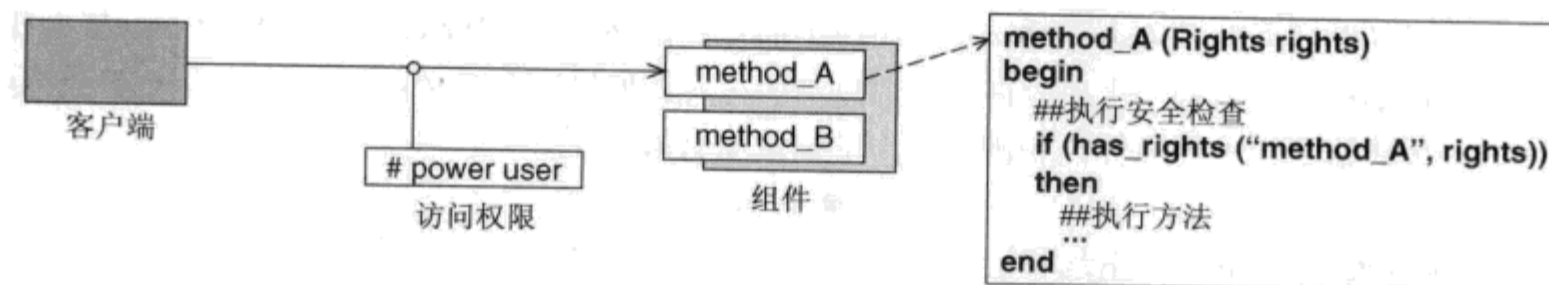 客户端
# power user
访问权限
method_A
method_B
组件
method_A (Rights rights)
begin
##执行安全检查
if (has_rights (“method_A”, rights))
then
##执行方法
...
end